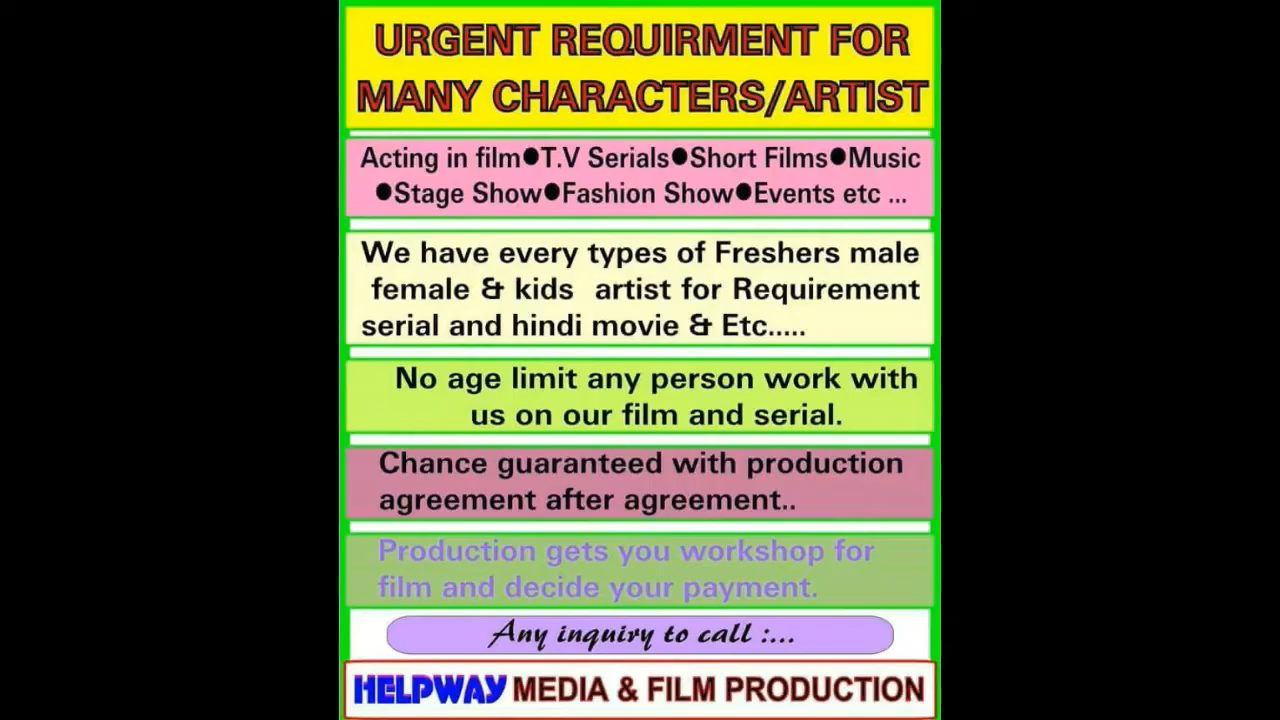 URGENT REQUIRMENT FOR
MANY CHARACTERS/ARTIST
Acting in film●T.V Serials●Short Films●Music
●Stage Show●Fashion Show●Events etc ...
We have every types of Freshers male
female & kids artist for Requirement
serial and hindi movie & Etc.....
No age limit any person work with
us on our film and serial.
Chance guaranteed with production
agreement after agreement..
Production gets you workshop for
film and decide your payment.
Any inquiry to call :...
HELPWAY MEDIA & FILM PRODUCTION